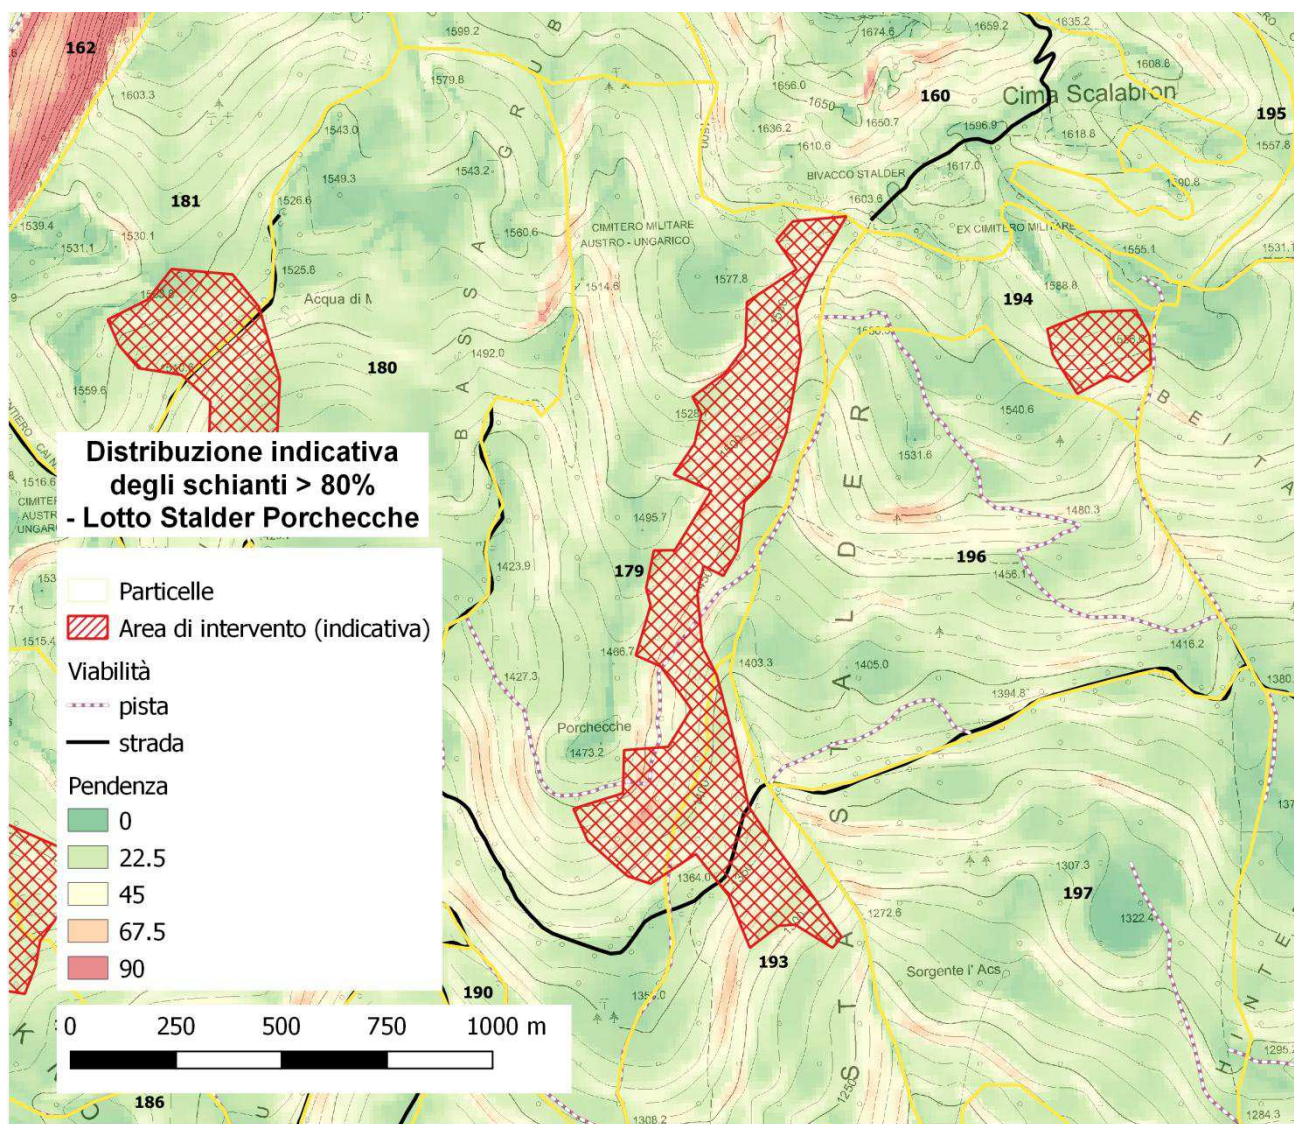 162
1599.2
B
1659.2
1635.2
1674.6
1608.8
1579.8
U
1656.0
1650
160
Cima Scalabron
1603.3
1543.0
R
1600
1636.2
1650.7
1596.9
1618.8
195
1610.6
1557.8
1543.2
G
1549.3
BIVACCO STALDER
1617.0
1590.8
181
1526.6
1603.6
539.4
1530.1
A
1560.6
CIMITERO MILITARE
AUSTRO - UNGARICO
EX CIMITERO MILITARE
1531.1
1555.1
1531.1
1525.8
1577.8
1514.6
S
1588.8
Acqua di M
194
S
1492.0
180
A
1559.6
R
B
1540.6
E
I
B
E
1531.6
T
A
Distribuzione indicativa
degli schianti > 80%
- Lotto Stalder Porchecche
1516.6
1495.7
D
1480.3
196
179
1423.9
1456.1
L
Particelle
Area di intervento (indicativa)
1515.4
1466.7
1403.3
1405.0
1416.2
A
Viabilità
1427.3
1394.8
1380.
pista
Porchecche
T
strada
1473.2
Pendenza
1400
S
0
22.5
1307.3
45
1364.0
197
67.5
1272.6
1322.4
A
90
193
Sorgente l' Acs
190
T
N
I
H
0 250 500 750 1000 m
S
1250
186
U
1308.2
1284.3